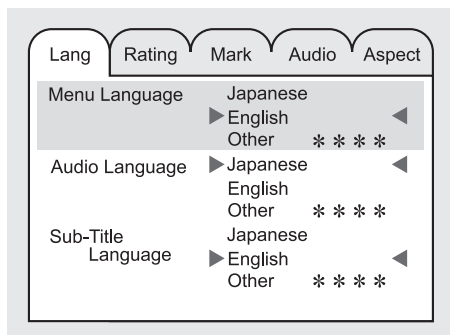 Lang Rating Mark Audio Aspect
Menu Language Japanese
▶English ◀
Other ＊＊＊＊
Audio Language ▶Japanese ◀
English
Other ＊＊＊＊
Sub-Title Japanese
Language ▶English ◀
Other ＊＊＊＊